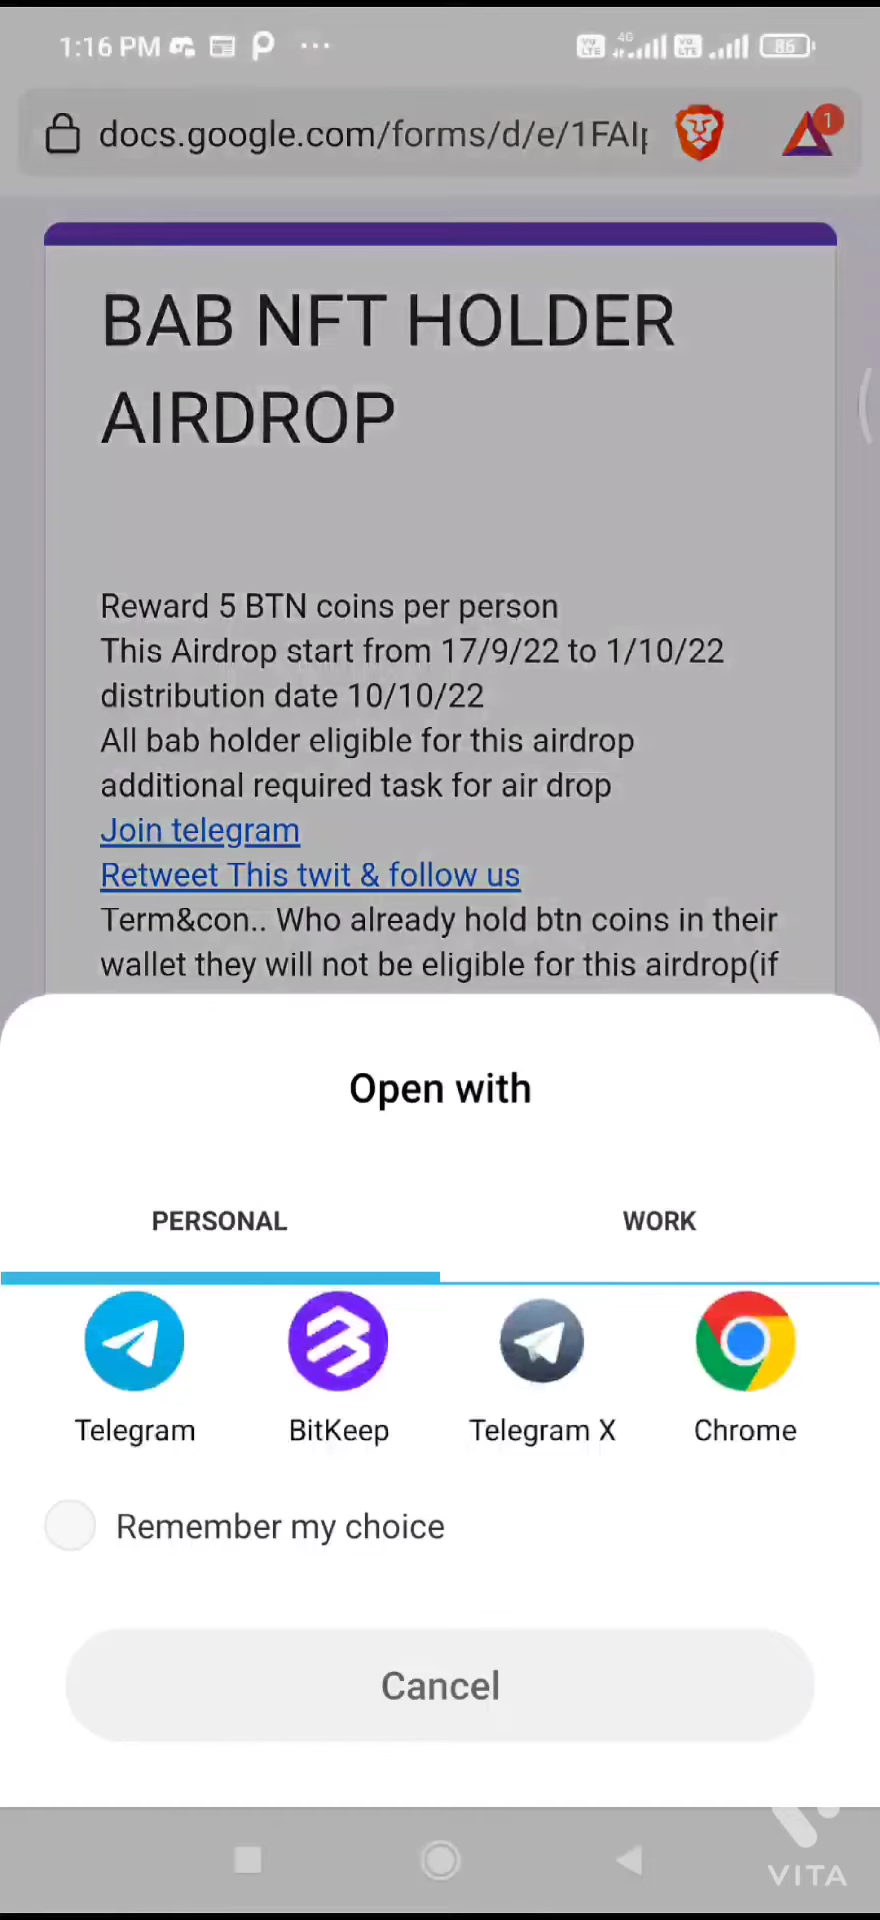 1:16 PM
4G
86
docs.google.com/forms/d/e/1FAIp
1
BAB NFT HOLDER
AIRDROP
Reward 5 BTN coins per person
This Airdrop start from 17/9/22 to 1/10/22
distribution date 10/10/22
All bab holder eligible for this airdrop
additional required task for air drop
Join telegram
Retweet This twit & follow us
Term&con.. Who already hold btn coins in their
wallet they will not be eligible for this airdrop(if
Open with
PERSONAL
WORK
Telegram
BitKeep
Telegram X
Chrome
Remember my choice
Cancel
VITA